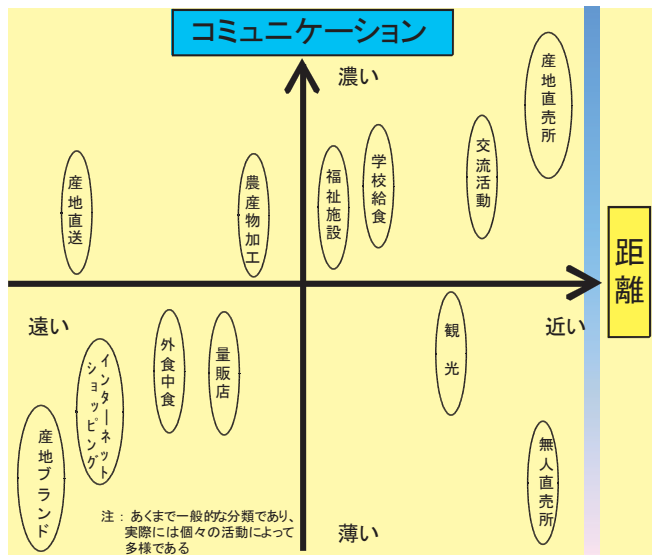 コミュニケーション
濃い
産地直売所
交流活動
学校給食
福祉施設
農産物加工
産地直送
距離
遠い
近い
観光
量販店
外食中食
インターネット
ショッピング
産地ブランド
無人直売所
薄い
注：あくまで一般的な分類であり、
実際には個々の活動によって
多様である